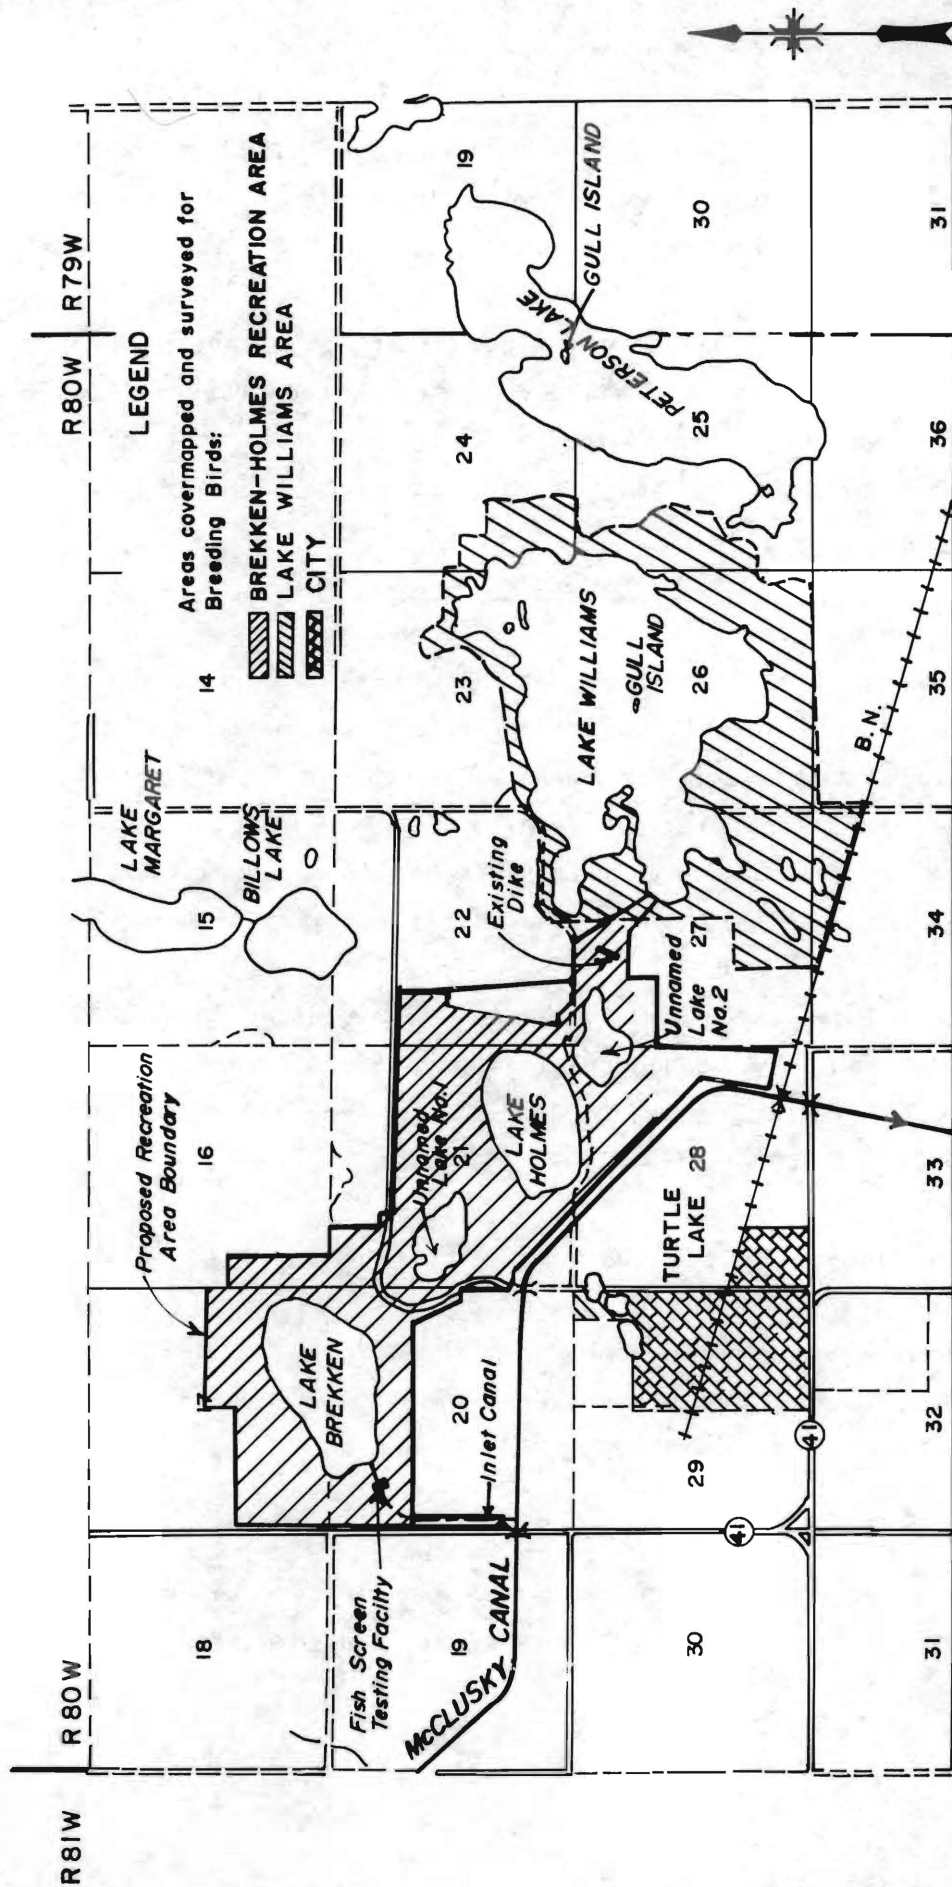 R81W
R80W
R80W
R79W
LEGEND
Areas covermapped and surveyed for
Breeding Birds:
BREKKEN-HOLMES RECREATION AREA
LAKE WILLIAMS AREA
CITY
18
17
16
15
14
Proposed Recreation
Area Boundary
LAKE
MARGARET
BILLOWS
LAKE
LAKE
BREKKEN
Fish Screen
Testing Facility
19
20
21
22
23
24
19
McCLUSKY CANAL
Inlet Canal
Unnamed
Lake No. 1
LAKE
HOLMES
Existing
Dike
Unnamed
Lake
No. 2
LAKE WILLIAMS
GULL
ISLAND
PETERSON LAKE
GULL ISLAND
30
29
28
27
26
25
30
TURTLE
LAKE
B. N.
41
41
31
32
33
34
35
36
31